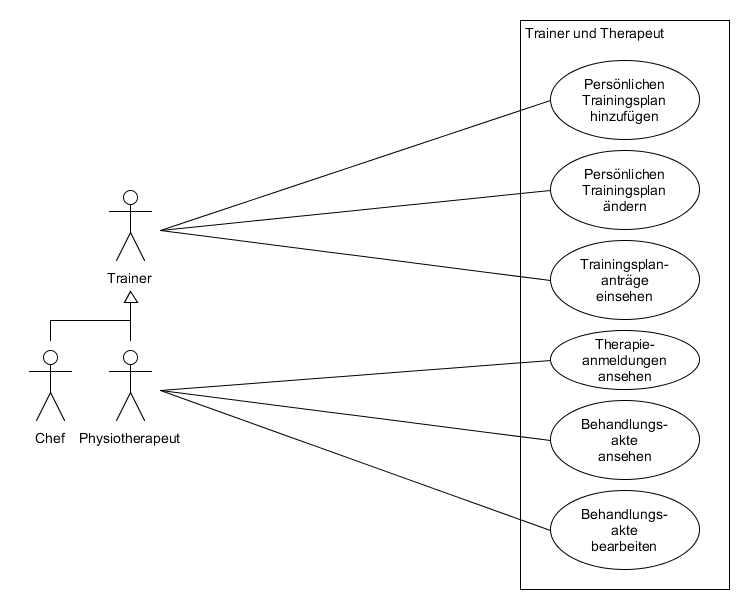 Trainer und Therapeut
Persönlichen
Trainingsplan
hinzufügen
Persönlichen
Trainingsplan
ändern
Trainingsplan-
anträge
einsehen
Trainer
Therapie-
anmeldungen
ansehen
Chef
Physiotherapeut
Behandlungs-
akte
ansehen
Behandlungs-
akte
bearbeiten